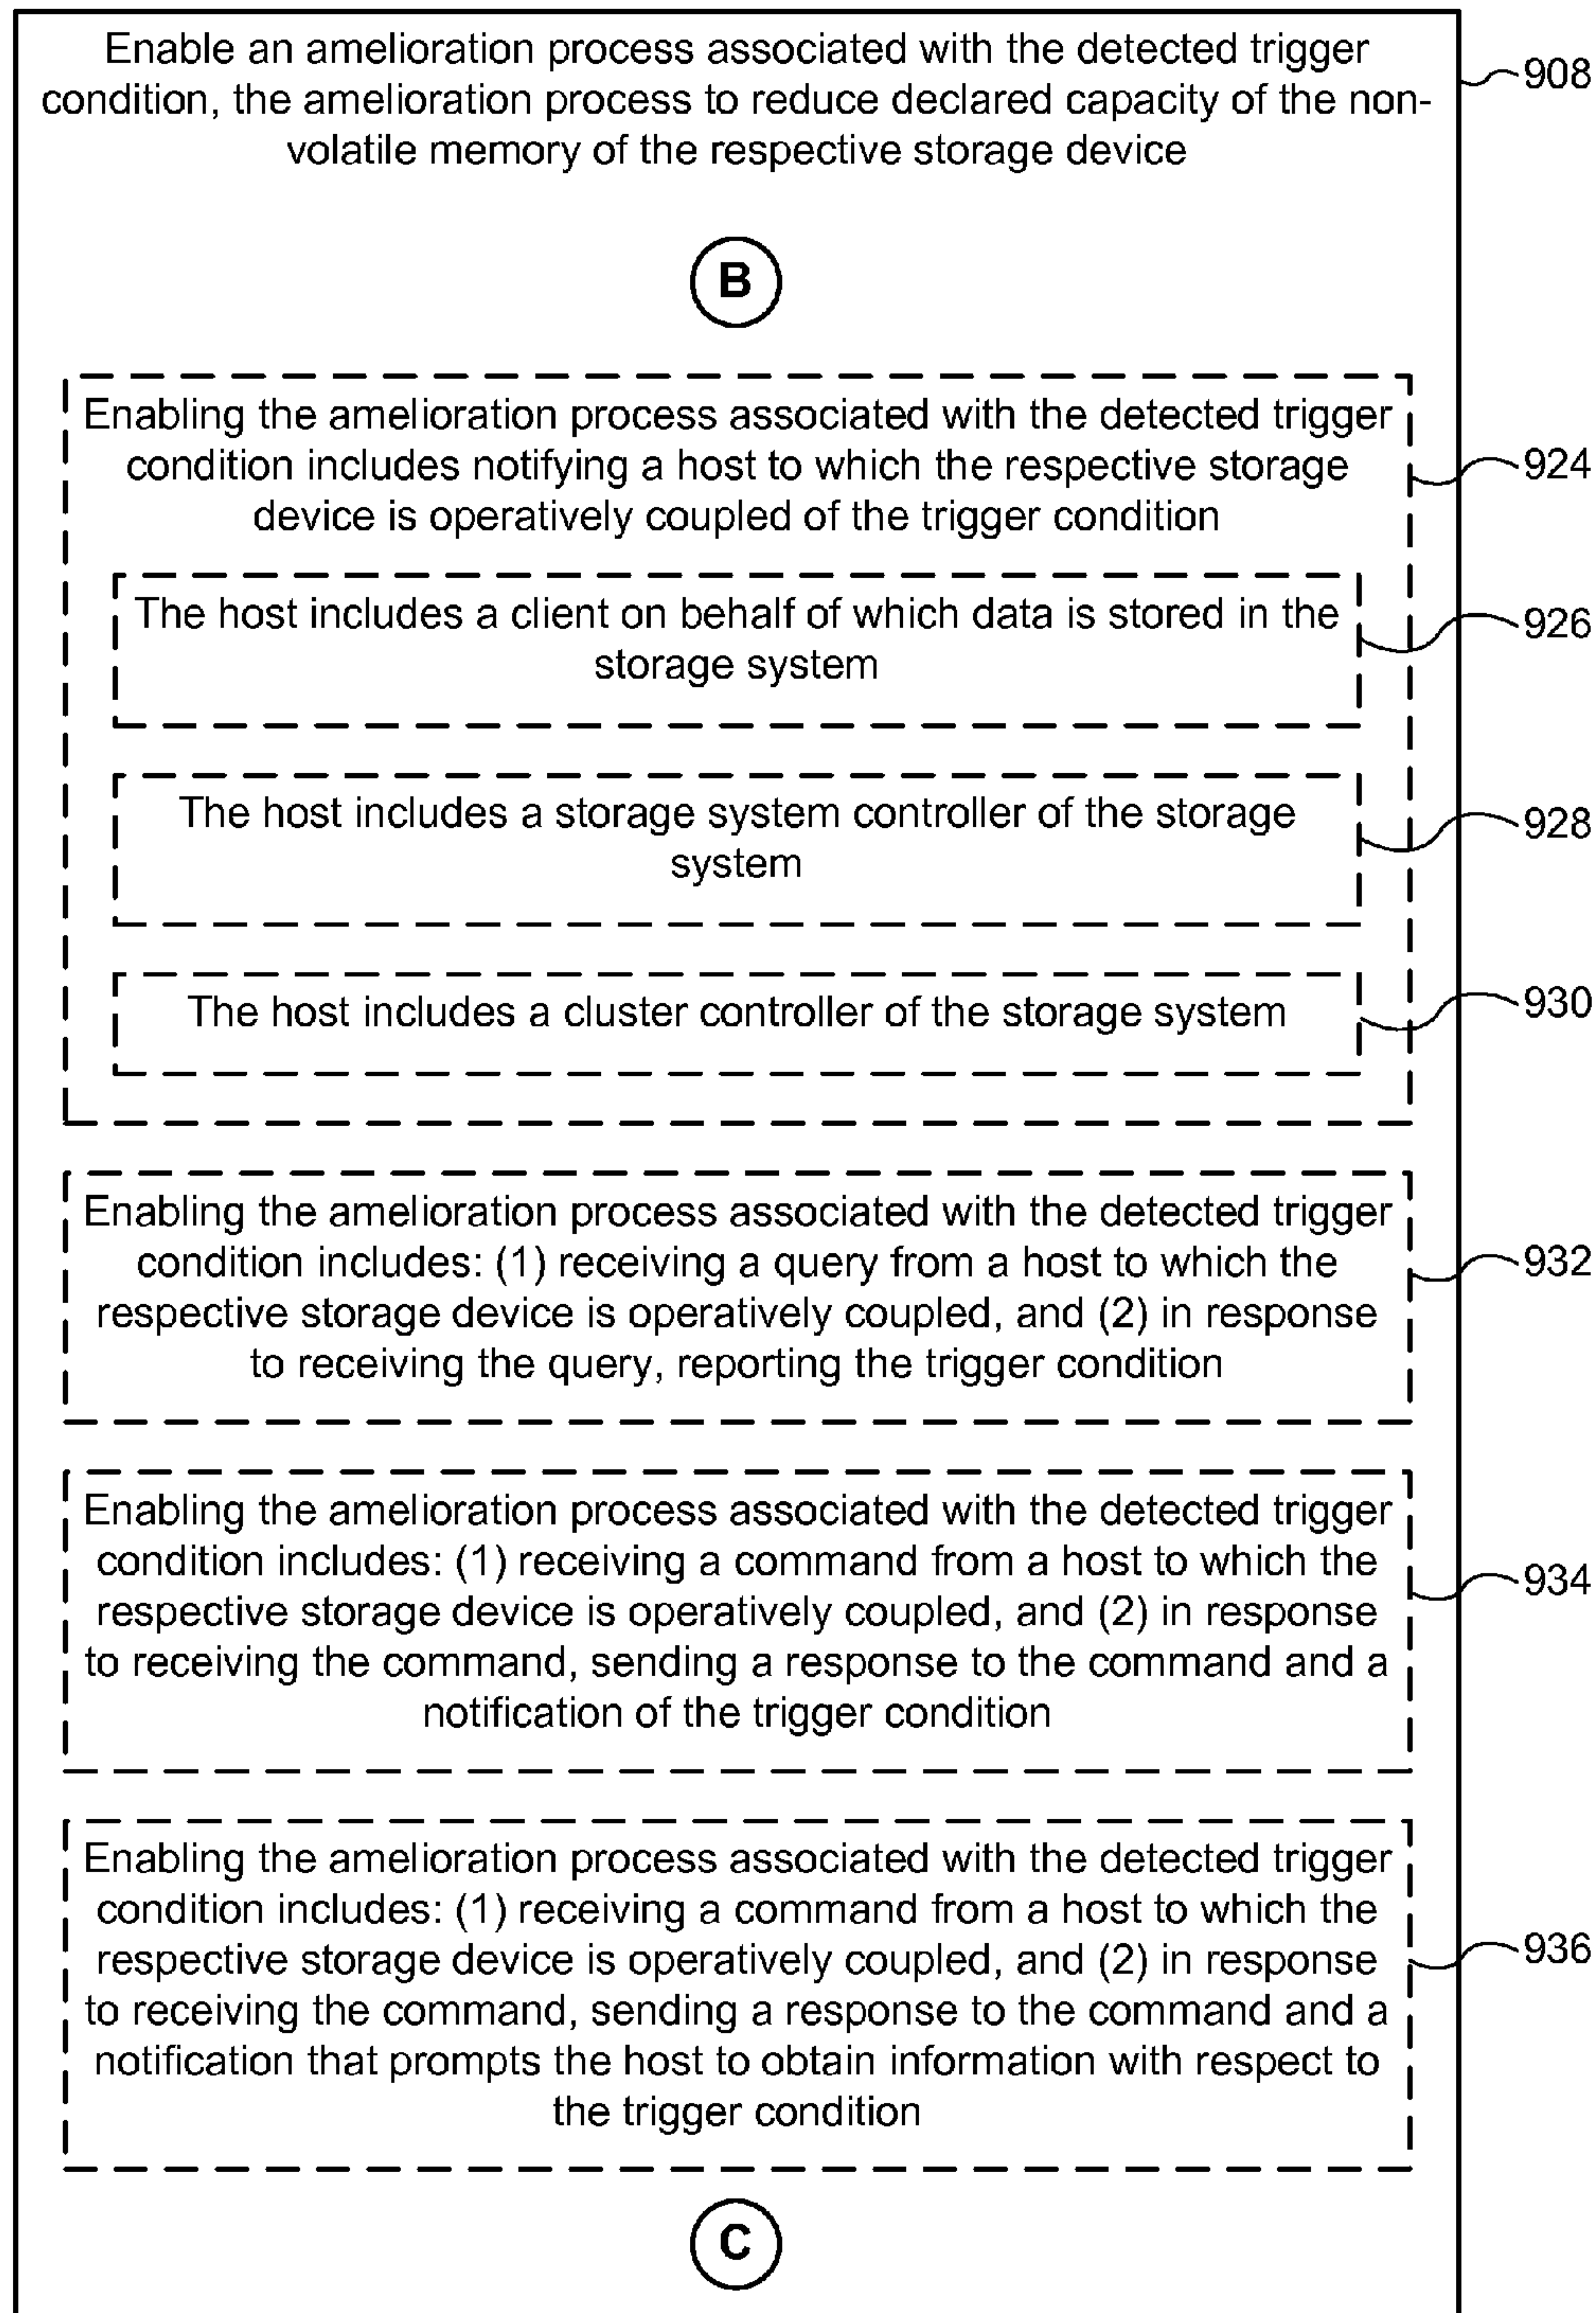 Enable an amelioration process associated with the detected trigger
condition, the amelioration process to reduce declared capacity of the non-
volatile memory of the respective storage device
908
B
Enabling the amelioration process associated with the detected trigger
condition includes notifying a host to which the respective storage
device is operatively coupled of the trigger condition
924
The host includes a client on behalf of which data is stored in the
storage system
926
The host includes a storage system controller of the storage
system
928
The host includes a cluster controller of the storage system
930
Enabling the amelioration process associated with the detected trigger
condition includes: (1) receiving a query from a host to which the
respective storage device is operatively coupled, and (2) in response
to receiving the query, reporting the trigger condition
932
Enabling the amelioration process associated with the detected trigger
condition includes: (1) receiving a command from a host to which the
respective storage device is operatively coupled, and (2) in response
to receiving the command, sending a response to the command and a
notification of the trigger condition
934
Enabling the amelioration process associated with the detected trigger
condition includes: (1) receiving a command from a host to which the
respective storage device is operatively coupled, and (2) in response
to receiving the command, sending a response to the command and a
notification that prompts the host to obtain information with respect to
the trigger condition
936
C